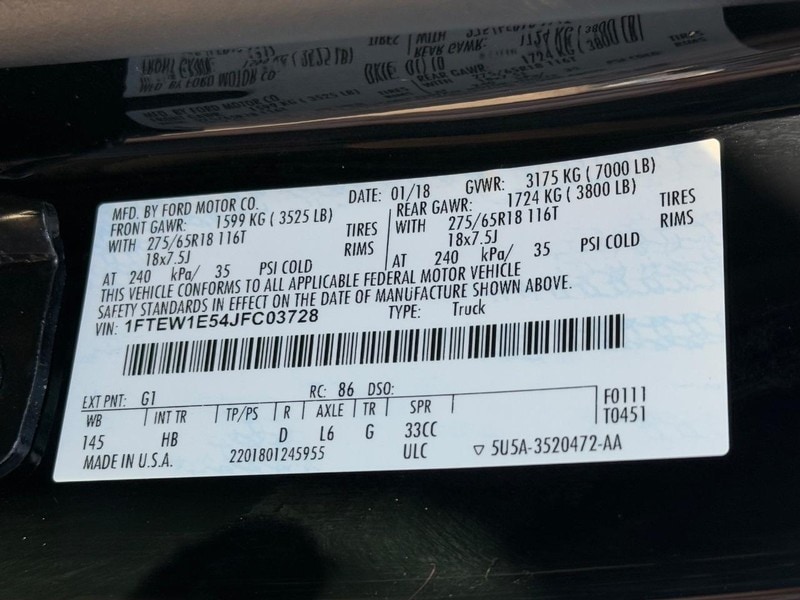 MFD. BY FORD MOTOR CO. DATE: 01/18 GVWR: 3175 KG ( 7000 LB)
FRONT GAWR: 1599 KG ( 3525 LB) REAR GAWR: 1724 KG ( 3800 LB)
WITH 275/65R18 116T TIRES WITH 275/65R18 116T TIRES
18x7.5J RIMS 18x7.5J RIMS
AT 240 kPa/ 35 PSI COLD AT 240 kPa/ 35 PSI COLD
THIS VEHICLE CONFORMS TO ALL APPLICABLE FEDERAL MOTOR VEHICLE
SAFETY STANDARDS IN EFFECT ON THE DATE OF MANUFACTURE SHOWN ABOVE.
VIN: 1FTEW1E54JFC03728 TYPE: Truck
EXT PNT: G1 RC: 86 DSO: F0111
WB INT TR TP/PS R AXLE TR SPR T0451
145 HB D L6 G 33CC
MADE IN U.S.A. 2201801245955 ULC ▽ 5U5A-3520472-AA